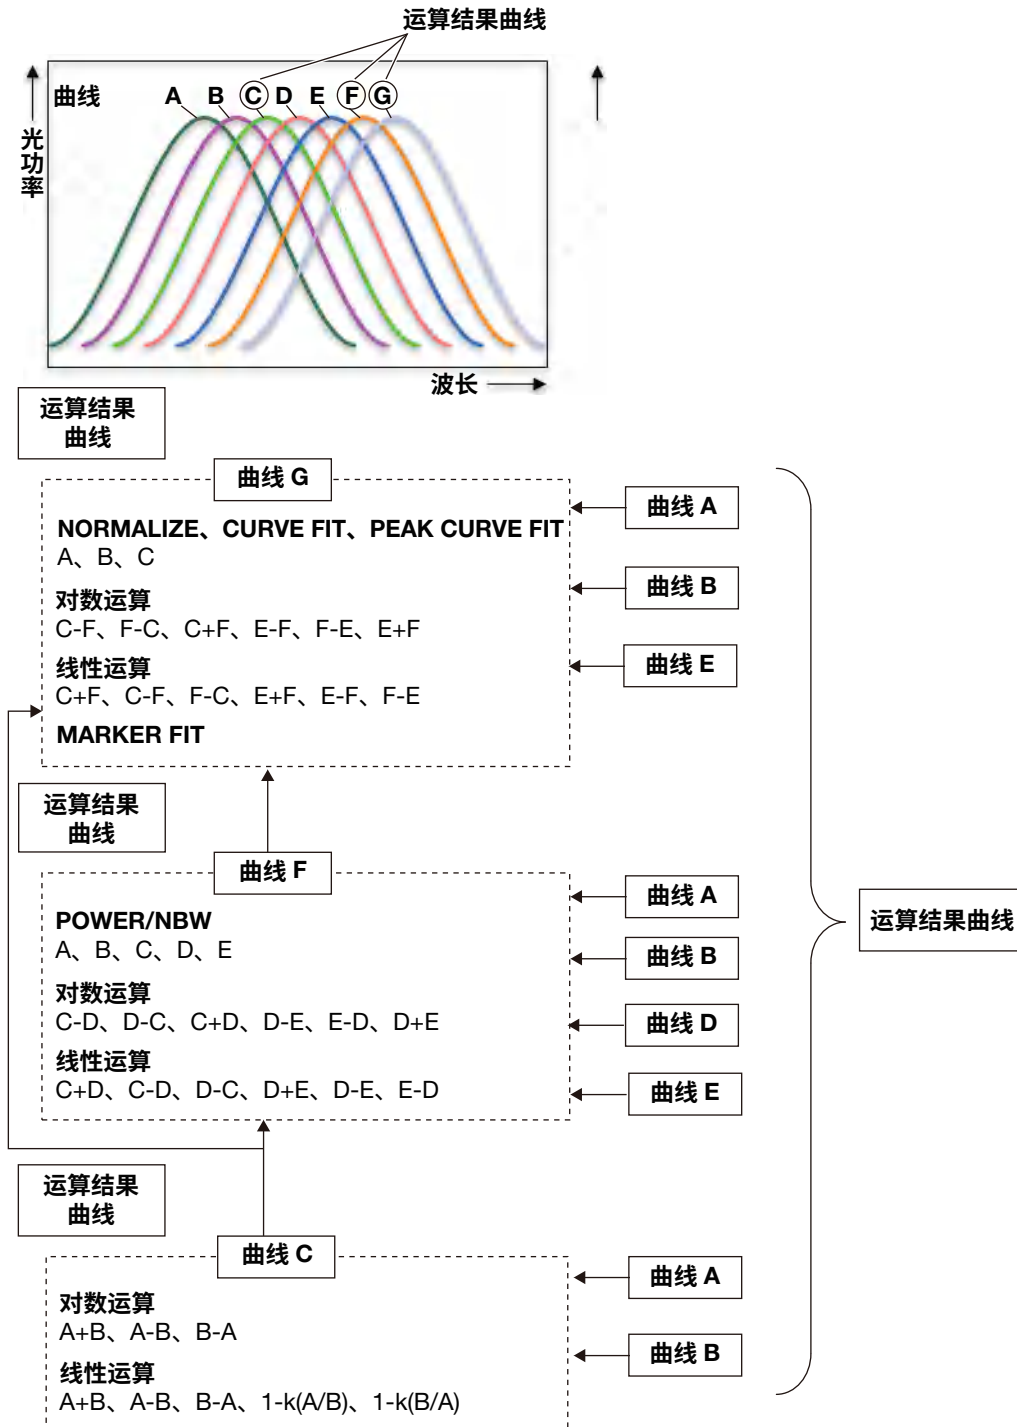 运算结果曲线
曲线
A B C D E F G
光功率
波长
运算结果
曲线
曲线 G
NORMALIZE、CURVE FIT、PEAK CURVE FIT
A、B、C
对数运算
C-F、F-C、C+F、E-F、F-E、E+F
线性运算
C+F、C-F、F-C、E+F、E-F、F-E
MARKER FIT
曲线 A
曲线 B
曲线 E
运算结果
曲线
曲线 F
POWER/NBW
A、B、C、D、E
对数运算
C-D、D-C、C+D、D-E、E-D、D+E
线性运算
C+D、C-D、D-C、D+E、D-E、E-D
曲线 A
曲线 B
曲线 D
曲线 E
运算结果曲线
运算结果
曲线
曲线 C
对数运算
A+B、A-B、B-A
线性运算
A+B、A-B、B-A、1-k(A/B)、1-k(B/A)
曲线 A
曲线 B